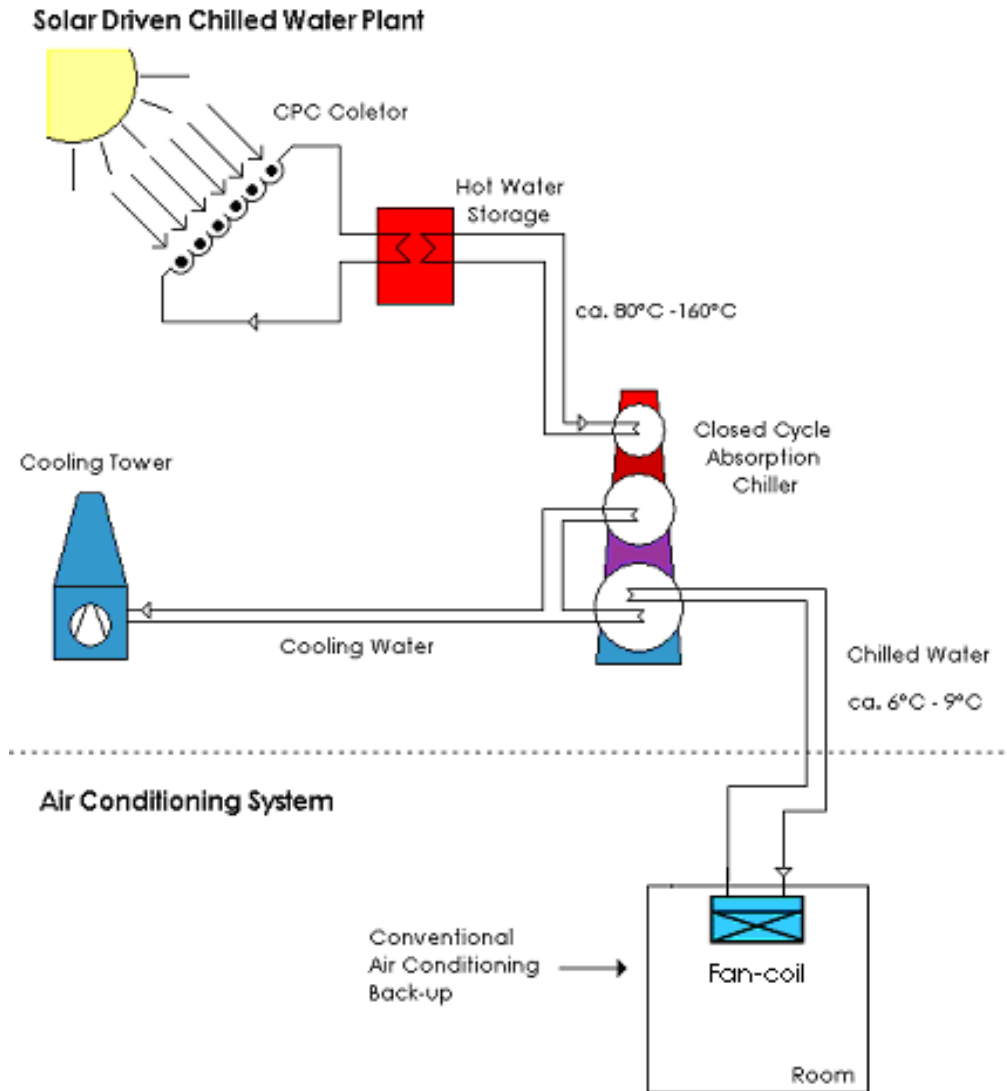 Solar Driven Chilled Water Plant
CPC Coletor
Hot Water
Storage
ca. 80°C -160°C
Closed Cycle
Absorption
Chiller
Cooling Tower
Cooling Water
Chilled Water
ca. 6°C - 9°C
Air Conditioning System
Conventional
Air Conditioning
Back-up
Fan-coil
Room